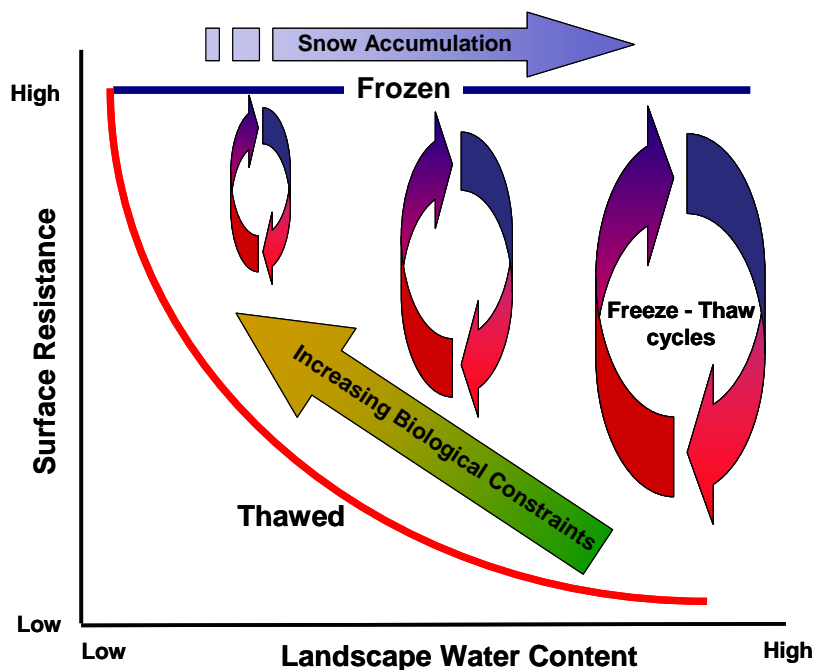 Snow Accumulation
High
Frozen
Surface Resistance
Freeze - Thaw
cycles
Increasing Biological Constraints
Thawed
Low
Low
Landscape Water Content
High